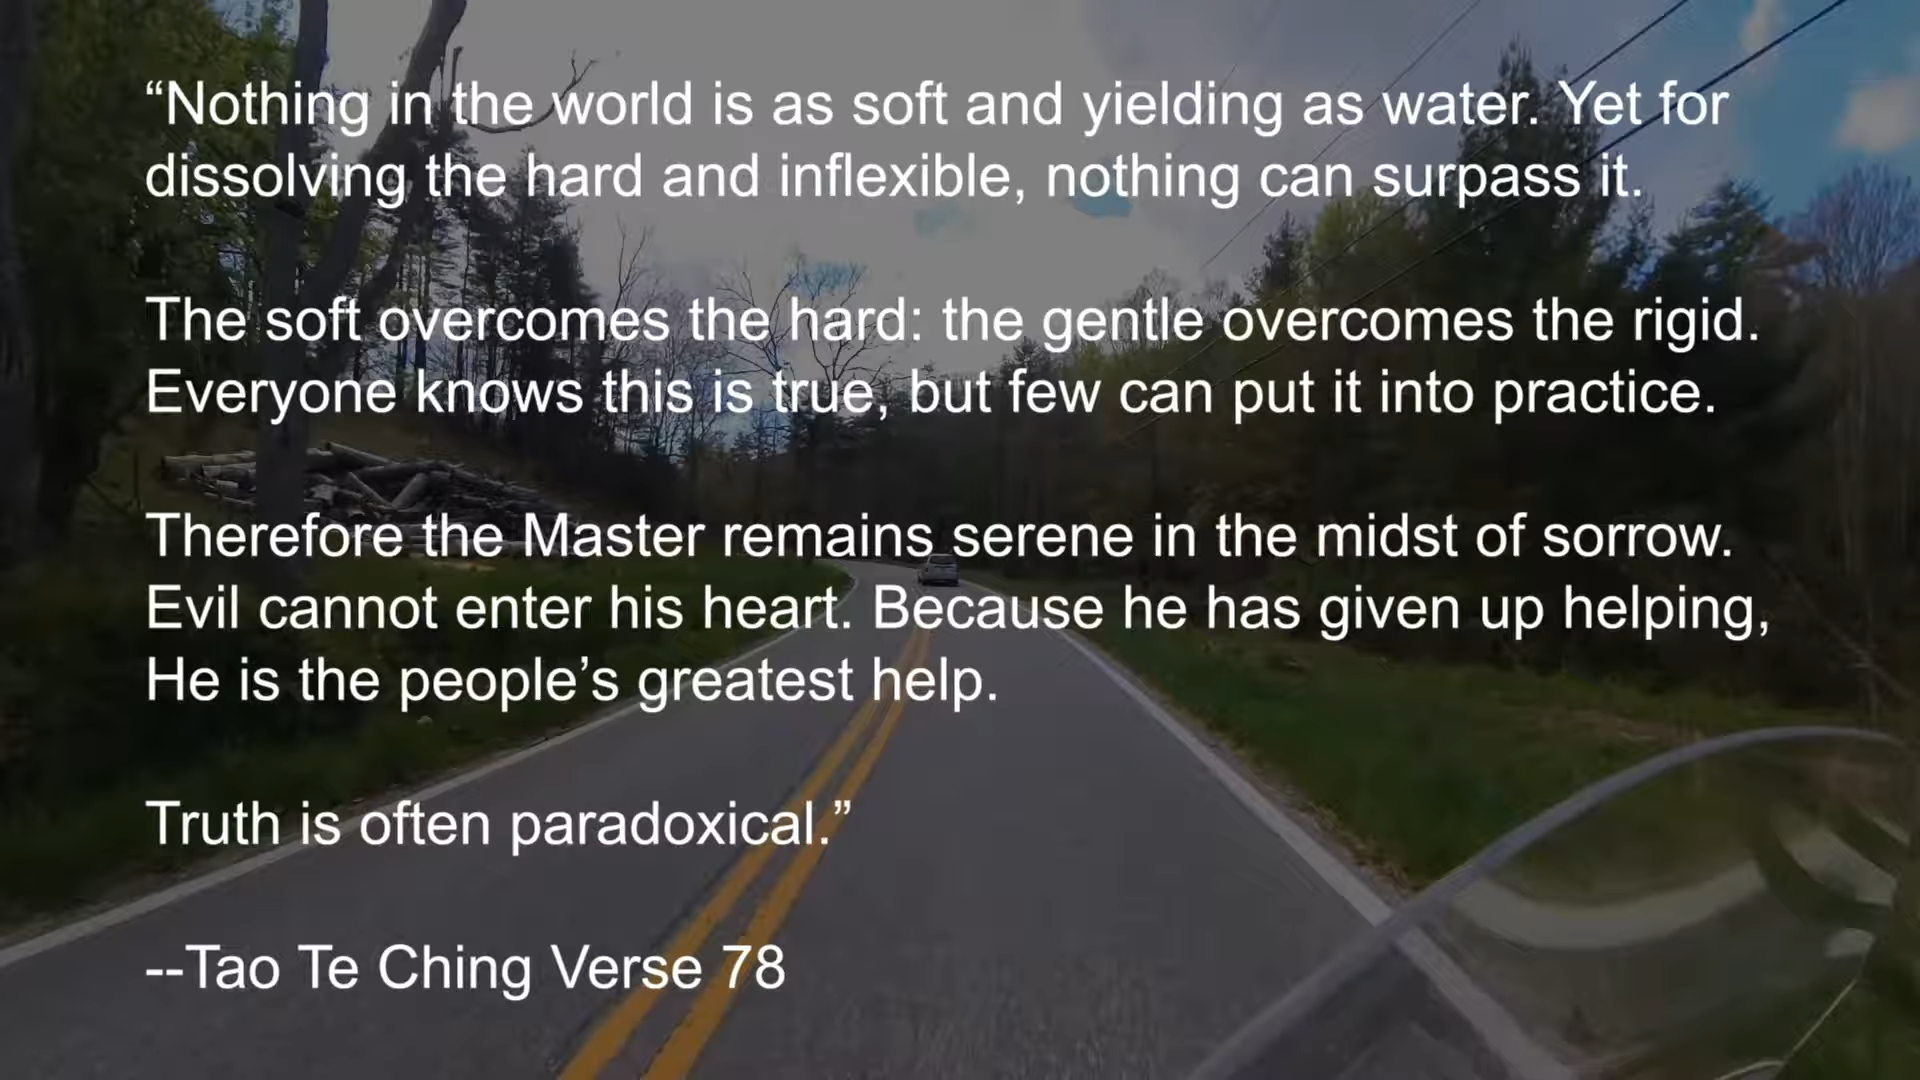 “Nothing in the world is as soft and yielding as water. Yet for
dissolving the hard and inflexible, nothing can surpass it.
The soft overcomes the hard: the gentle overcomes the rigid.
Everyone knows this is true, but few can put it into practice.
Therefore the Master remains serene in the midst of sorrow.
Evil cannot enter his heart. Because he has given up helping,
He is the people’s greatest help.
Truth is often paradoxical.”
--Tao Te Ching Verse 78